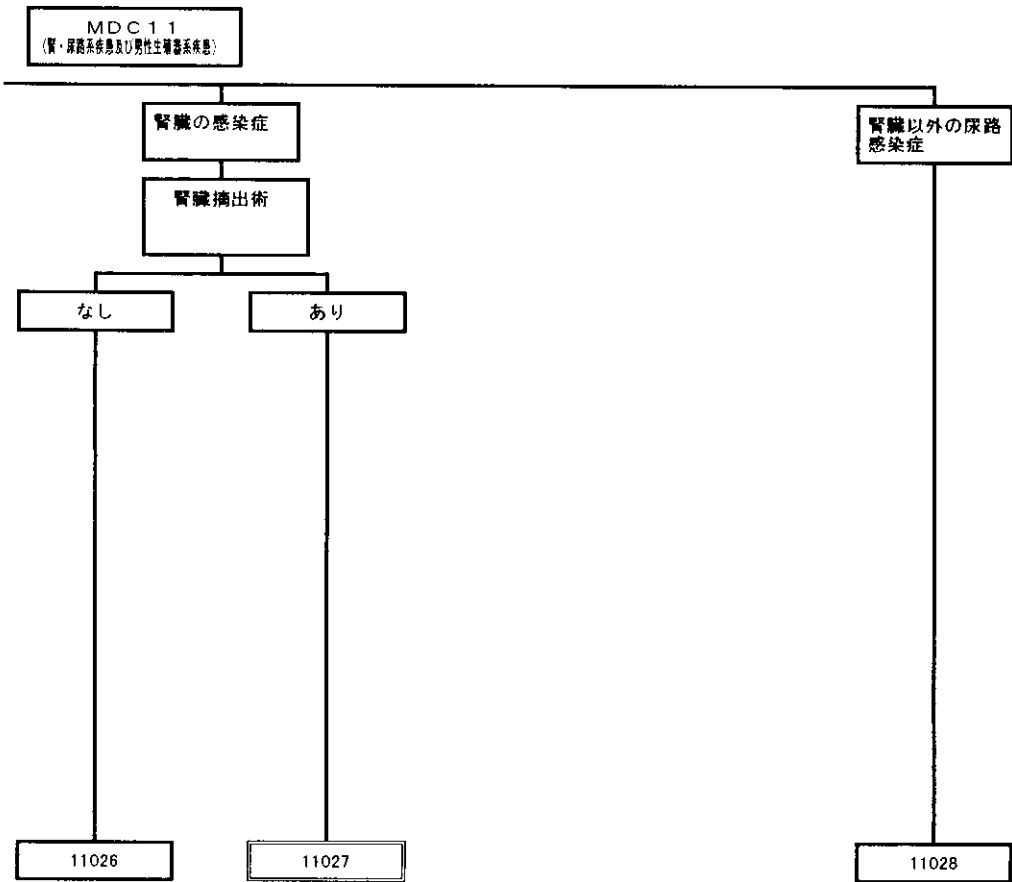 MDC11
(腎・尿路系疾患及び男性生殖器系疾患)
腎臓の感染症
腎臓以外の尿路
感染症
腎臓摘出術
なし
あり
11026
11027
11028